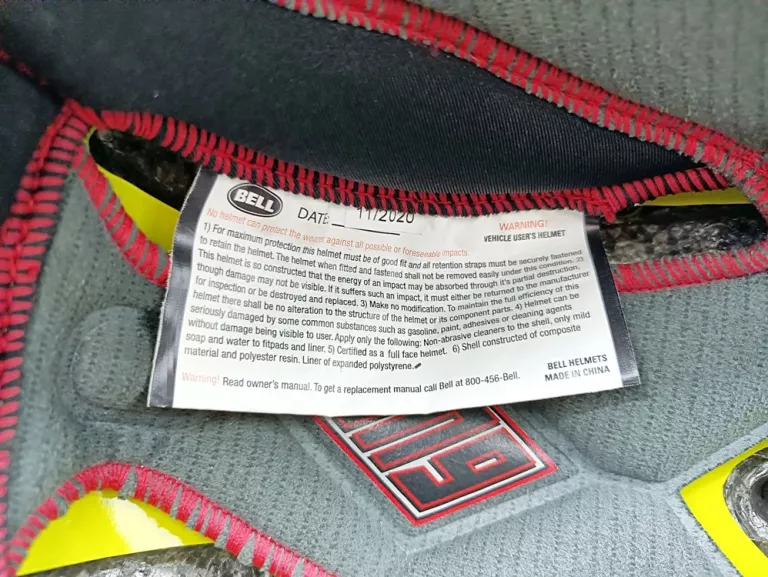 BELL
DATE: 11/2020
No helmet can protect the wearer against all possible or foreseeable impacts.
WARNING!
VEHICLE USER'S HELMET
1) For maximum protection this helmet must be of good fit and all retention straps must be securely fastened
to retain the helmet. The helmet when fitted and fastened shall not be removed easily under this condition. 2)
This helmet is so constructed that the energy of an impact may be absorbed through it's partial destruction,
though damage may not be visible. If it suffers such an impact, it must either be returned to the manufacturer
for inspection or be destroyed and replaced. 3) Make no modification. To maintain the full efficiency of this
helmet there shall be no alteration to the structure of the helmet or its component parts. 4) Helmet can be
seriously damaged by some common substances such as gasoline, paint, adhesives or cleaning agents
without damage being visible to user. Apply only the following: Non-abrasive cleaners to the shell, only mild
soap and water to fitpads and liner. 5) Certified as a full face helmet. 6) Shell constructed of composite
material and polyester resin. Liner of expanded polystyrene.
Warning! Read owner's manual. To get a replacement manual call Bell at 800-456-Bell.
BELL HELMETS
MADE IN CHINA